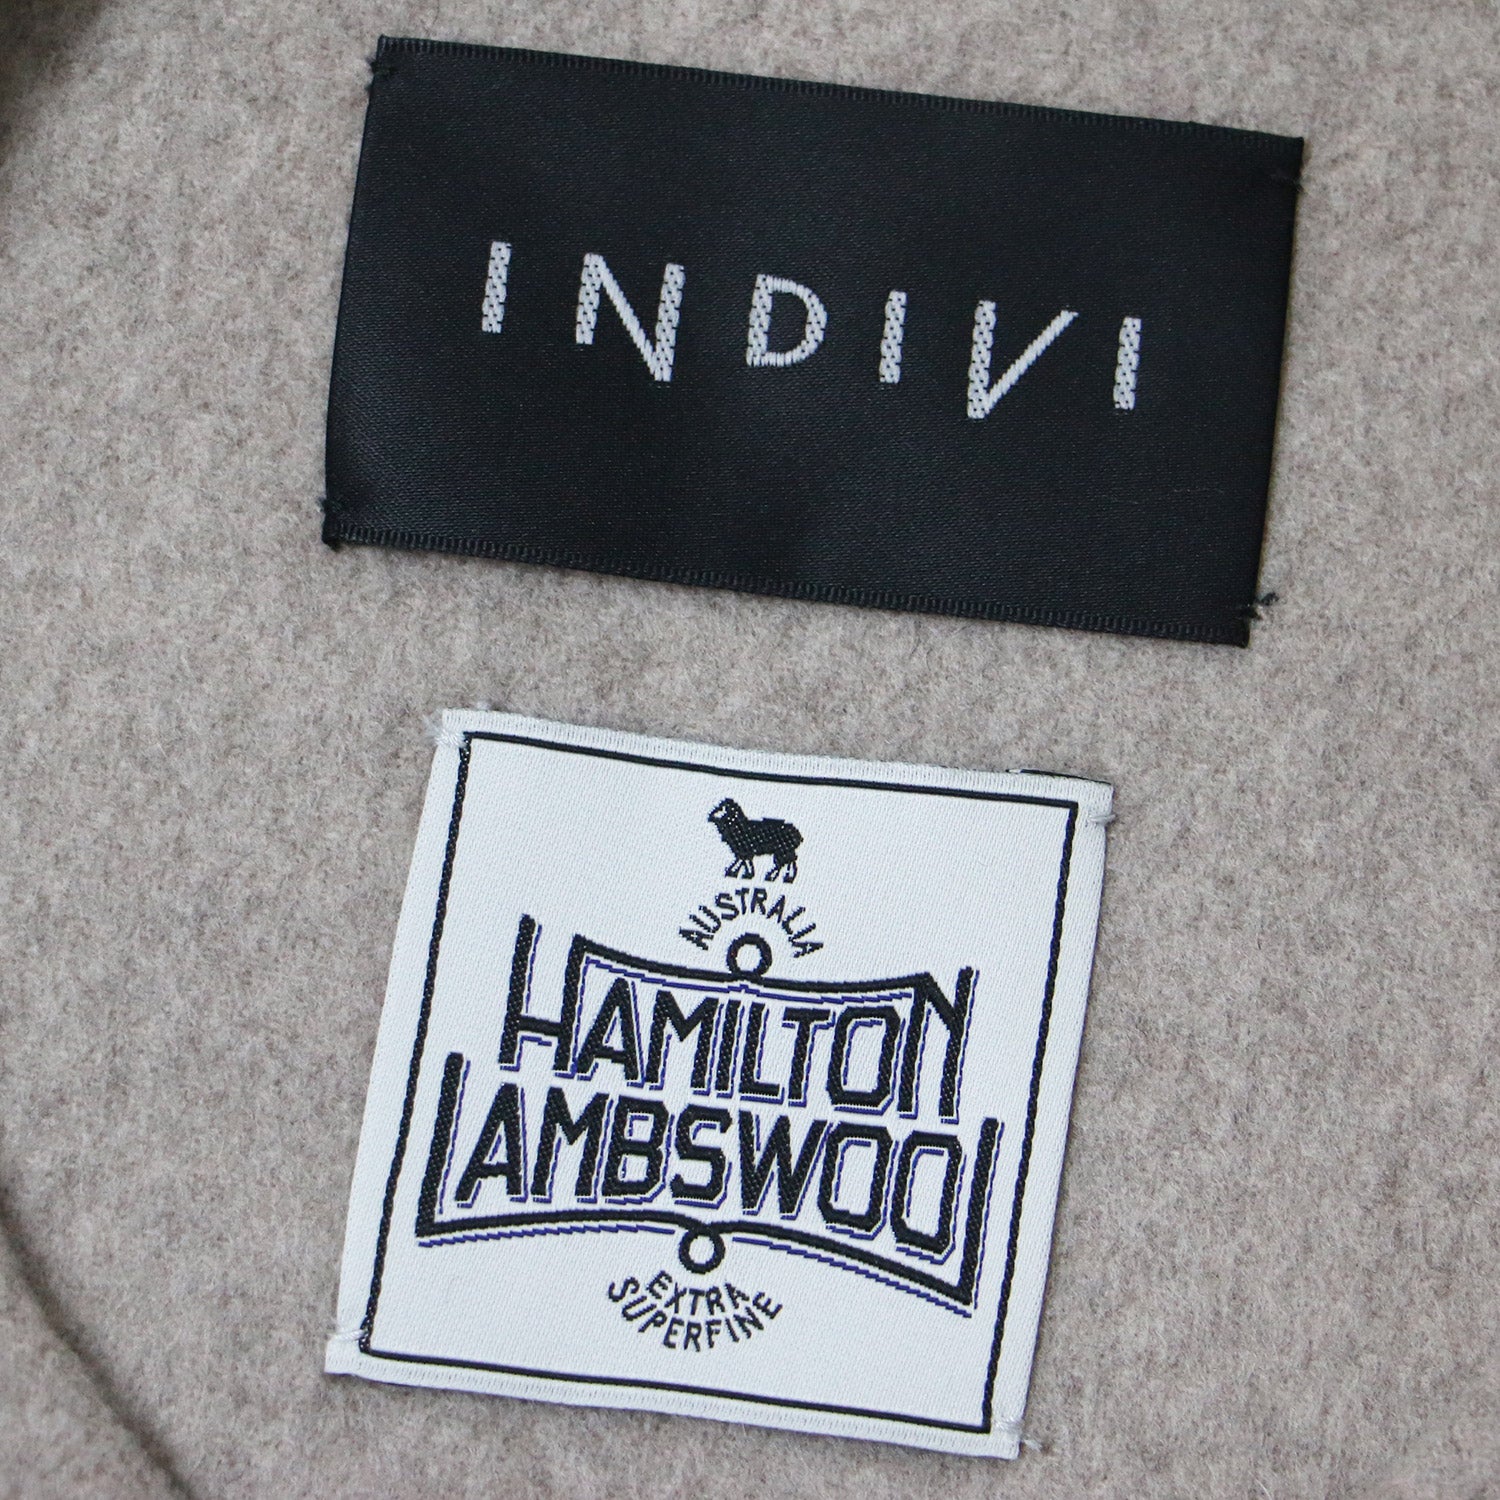 INDIVI
AUSTRALIA
HAMILTON
LAMBSWOOL
EXTRA
SUPERFINE